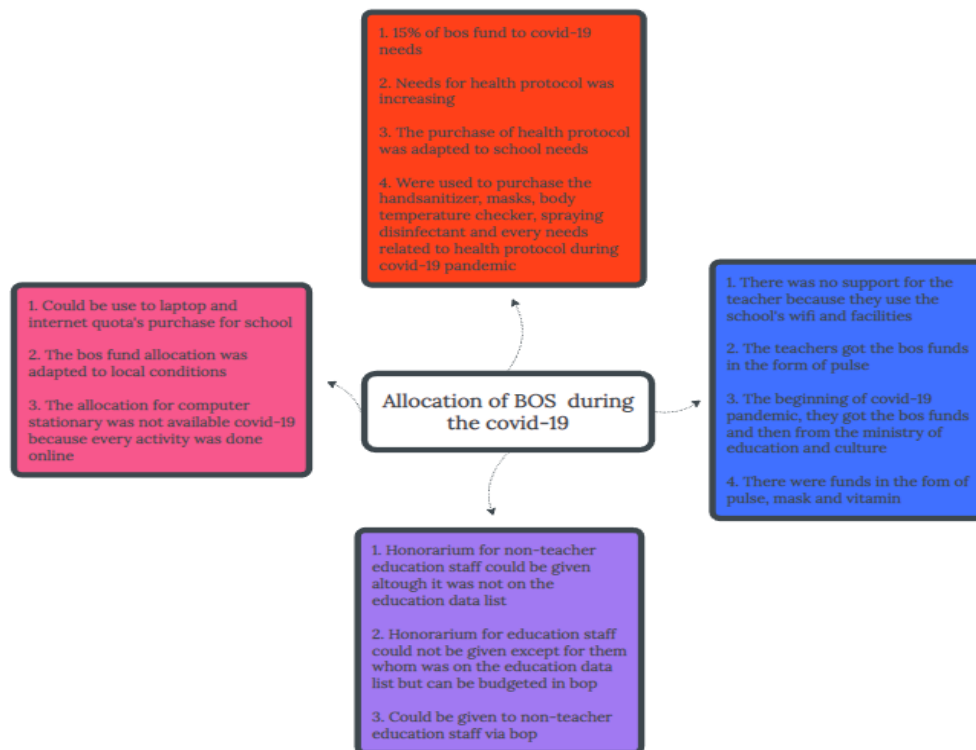 1. 15% of bos fund to covid-19
needs
2. Needs for health protocol was
increasing
3. The purchase of health protocol
was adapted to school needs
4. Were used to purchase the
handsanitizer, masks, body
temperature checker, spraying
disinfectant and every needs
related to health protocol during
covid-19 pandemic
1. Could be use to laptop and
internet quota's purchase for school
2. The bos fund allocation was
adapted to local conditions
3. The allocation for computer
stationary was not available covid-19
because every activity was done
online
Allocation of BOS during
the covid-19
1. There was no support for the
teacher because they use the
school's wifi and facilities
2. The teachers got the bos funds
in the form of pulse
3. The beginning of covid-19
pandemic, they got the bos funds
and then from the ministry of
education and culture
4. There were funds in the fom of
pulse, mask and vitamin
1. Honorarium for non-teacher
education staff could be given
altough it was not on the
education data list
2. Honorarium for education staff
could not be given except for them
whom was on the education data
list but can be budgeted in bop
3. Could be given to non-teacher
education staff via bop